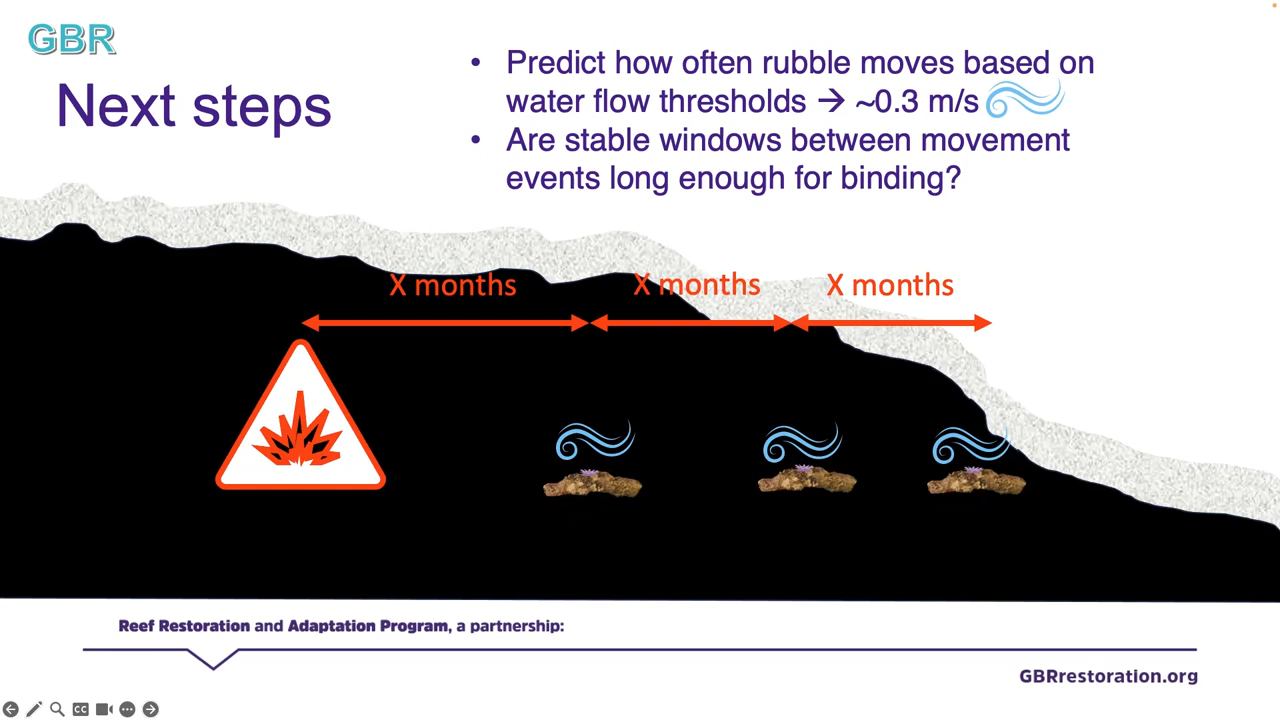 GBR
Next steps
• Predict how often rubble moves based on
water flow thresholds → ~0.3 m/s
• Are stable windows between movement
events long enough for binding?
X months X months X months
Reef Restoration and Adaptation Program, a partnership:
GBRrestoration.org
CC